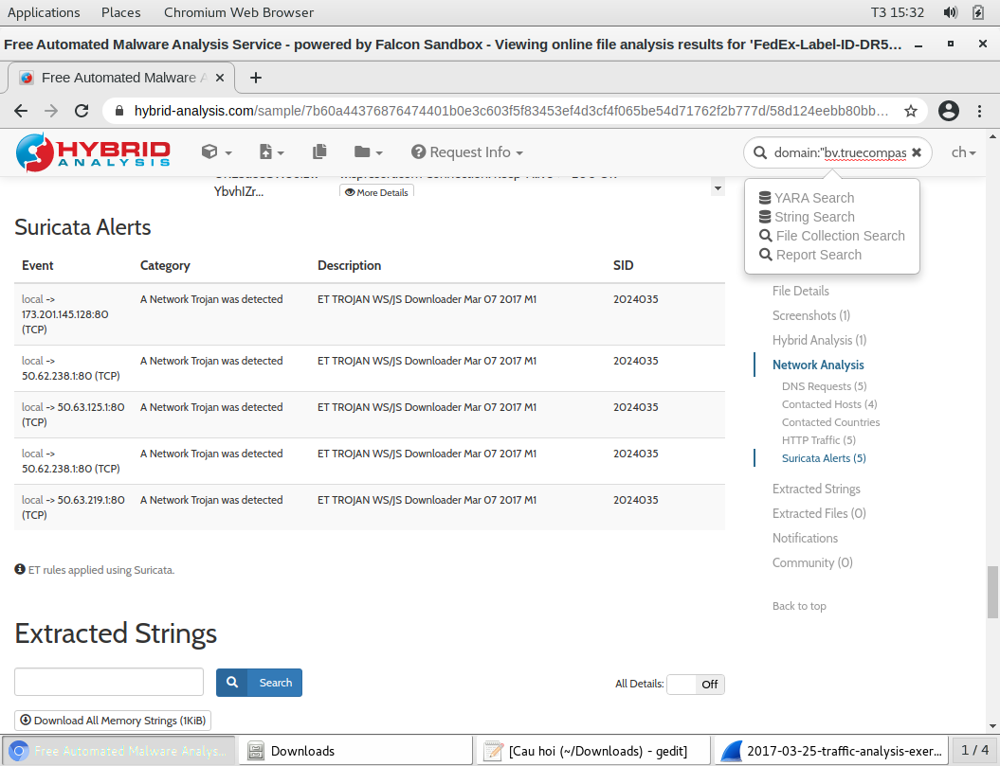 Applications Places Chromium Web Browser T3 15:32
Free Automated Malware Analysis Service - powered by Falcon Sandbox - Viewing online file analysis results for 'FedEx-Label-ID-DR5...
Free Automated Malware A
hybrid-analysis.com/sample/7b60a44376876474401b0e3c603f5f83453ef4d3cf4f065be54d71762f2b777d/58d124eebb80bb...
HYBRID
ANALYSIS
Request Info
domain:"by.truecompas
ch
YbvhIZr...
More Details
YARA Search
String Search
File Collection Search
Report Search
Suricata Alerts
Event Category Description SID
local -> 173.201.145.128:80 (TCP) A Network Trojan was detected ET TROJAN WS/JS Downloader Mar 07 2017 M1 2024035
local -> 50.62.238.1:80 (TCP) A Network Trojan was detected ET TROJAN WS/JS Downloader Mar 07 2017 M1 2024035
local -> 50.63.125.1:80 (TCP) A Network Trojan was detected ET TROJAN WS/JS Downloader Mar 07 2017 M1 2024035
local -> 50.62.238.1:80 (TCP) A Network Trojan was detected ET TROJAN WS/JS Downloader Mar 07 2017 M1 2024035
local -> 50.63.219.1:80 (TCP) A Network Trojan was detected ET TROJAN WS/JS Downloader Mar 07 2017 M1 2024035
ET rules applied using Suricata.
File Details
Screenshots (1)
Hybrid Analysis (1)
Network Analysis
DNS Requests (5)
Contacted Hosts (4)
Contacted Countries
HTTP Traffic (5)
Suricata Alerts (5)
Extracted Strings
Extracted Files (0)
Notifications
Community (0)
Back to top
Extracted Strings
Search
All Details: Off
Download All Memory Strings (1KiB)
Free Automated Malware Analys... Downloads [Cau hoi (~/Downloads) - gedit] 2017-03-25-traffic-analysis-exer... 1 / 4